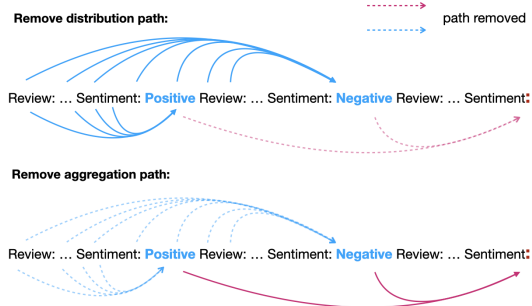 Remove distribution path:
path removed
Review: ... Sentiment: Positive Review: ... Sentiment: Negative Review: ... Sentiment:
Remove aggregation path:
Review: ... Sentiment: Positive Review: ... Sentiment: Negative Review: ... Sentiment: